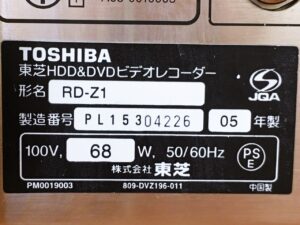 TOSHIBA
東芝HDD&DVDビデオレコーダー
形名 RD-Z1
JQA
製造番号 PL15304226 05 年製
100V, 68 W, 50/60Hz
PS
E
株式会社 東芝
PM0019003 809-DVZ196-011 中国製